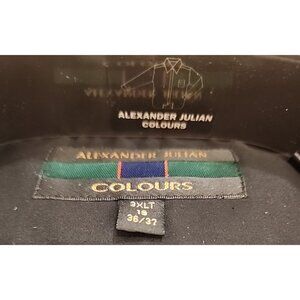 ALEXANDER JULIAN
COLOURS
ALEXANDER JULIAN
COLOURS
3XLT
19
36/37